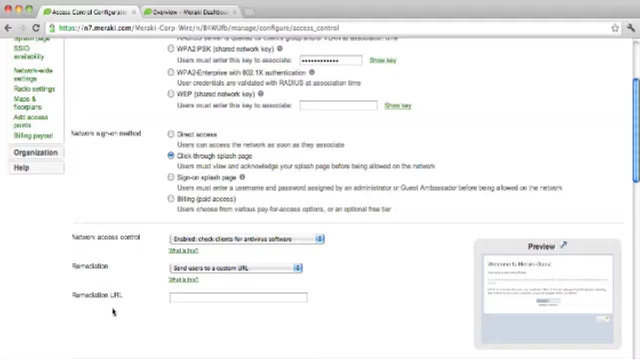 Access Control Configurat
Overview - Meraki Dashbo
https://n7.meraki.com/Meraki-Corp-Wire/n/B4WUfb/manage/configure/access_control
Splash page
SSID
availability
Network-wide
settings
Radio settings
Maps &
floorplans
Add access
points
Billing payout
Organization
Help
WPA2 PSK (shared network key)
Users must enter this key to associate:
Show key
WPA2-Enterprise with 802.1X authentication
User credentials are validated with RADIUS at association time
WEP (shared network key)
Users must enter this key to associate:
Show key
Network sign-on method
Direct access
Users can access the network as soon as they associate
Click-through splash page
Users must view and acknowledge your splash page before being allowed on the network
Sign-on splash page
Users must enter a username and password assigned by an administrator or Guest Ambassador before being allowed on the network
Billing (paid access)
Users choose from various pay-for-access options, or an optional free tier
Network access control
Enabled: check clients for antivirus software
What is this?
Remediation
Send users to a custom URL
What is this?
Remediation URL
Preview
Welcome to Meraki-Guest